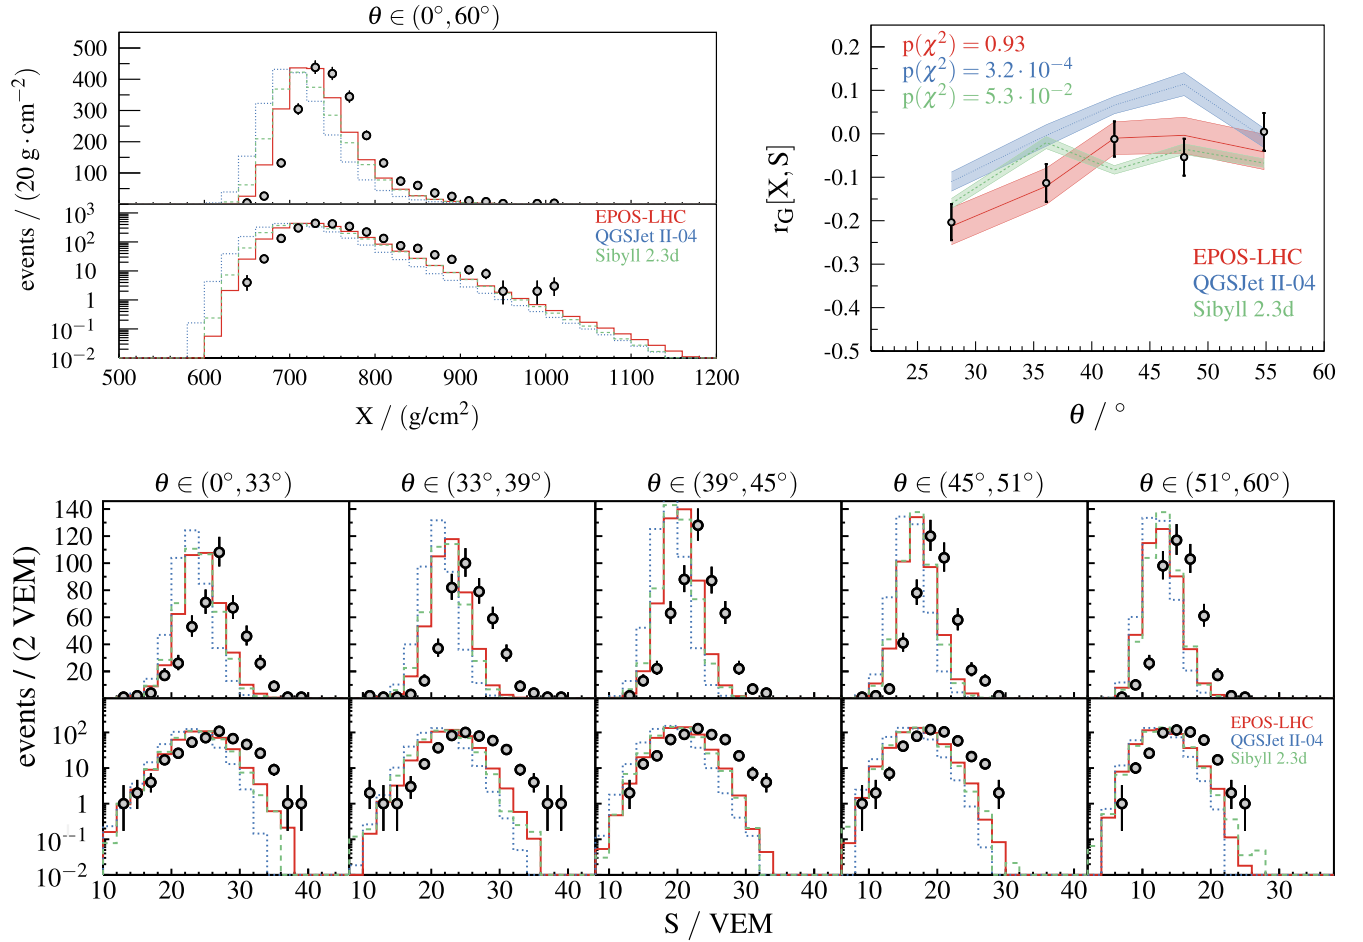 θ ∈ (0°, 60°)
events / (20 g · cm⁻²)
500
400
300
200
100
10³
10²
10
1
10⁻¹
10⁻²
EPOS-LHC
QGSJet II-04
Sibyll 2.3d
500 600 700 800 900 1000 1100 1200
X / (g/cm²)
p(χ²) = 0.93
p(χ²) = 3.2 · 10⁻⁴
p(χ²) = 5.3 · 10⁻²
r_G[X, S]
0.2
0.1
0.0
-0.1
-0.2
-0.3
-0.4
-0.5
EPOS-LHC
QGSJet II-04
Sibyll 2.3d
25 30 35 40 45 50 55 60
θ / °
θ ∈ (0°, 33°) θ ∈ (33°, 39°) θ ∈ (39°, 45°) θ ∈ (45°, 51°) θ ∈ (51°, 60°)
events / (2 VEM)
140
120
100
80
60
40
20
10²
10
1
10⁻¹
10⁻²
EPOS-LHC
QGSJet II-04
Sibyll 2.3d
10 20 30 40 10 20 30 40 10 20 30 40 10 20 30 40 10 20 30
S / VEM